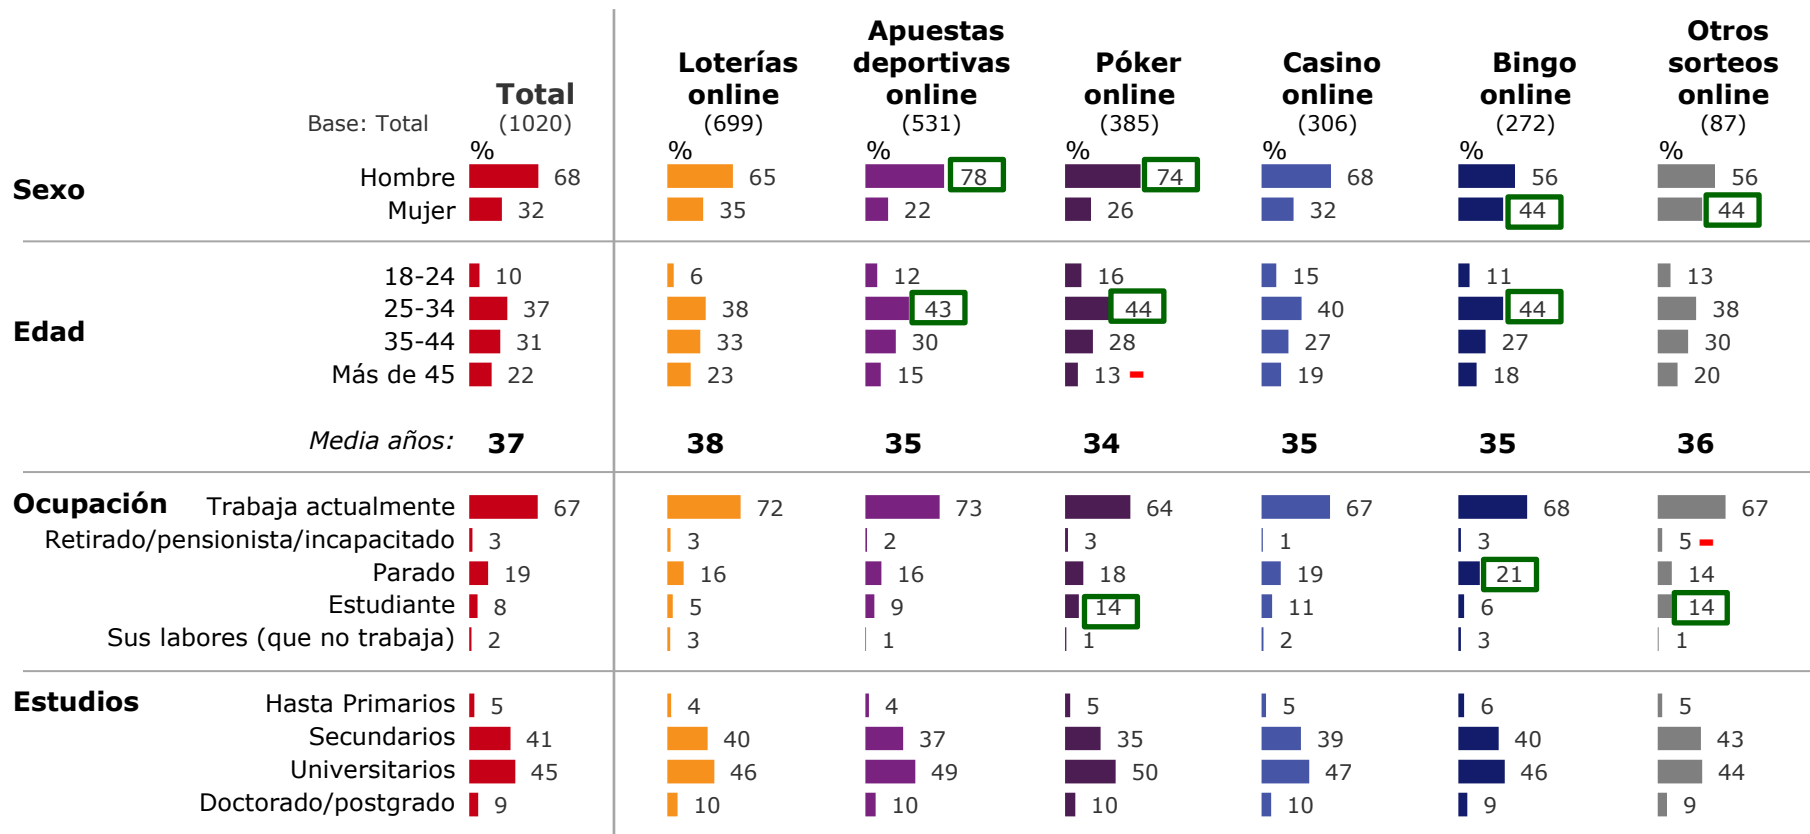 Total
Loterías online
Apuestas deportivas online
Póker online
Casino online
Bingo online
Otros sorteos online
Base: Total (1020) (699) (531) (385) (306) (272) (87)
% % % % % % %
Sexo
Hombre 68 65 78 74 68 56 56
Mujer 32 35 22 26 32 44 44
Edad
18-24 10 6 12 16 15 11 13
25-34 37 38 43 44 40 44 38
35-44 31 33 30 28 27 27 30
Más de 45 22 23 15 13 19 18 20
Media años: 37 38 35 34 35 35 36
Ocupación Trabaja actualmente 67 72 73 64 67 68 67
Retirado/pensionista/incapacitado 3 3 2 3 1 3 5
Parado 19 16 16 18 19 21 14
Estudiante 8 5 9 14 11 6 14
Sus labores (que no trabaja) 2 3 1 1 2 3 1
Estudios Hasta Primarios 5 4 4 5 5 6 5
Secundarios 41 40 37 35 39 40 43
Universitarios 45 46 49 50 47 46 44
Doctorado/postgrado 9 10 10 10 10 9 9